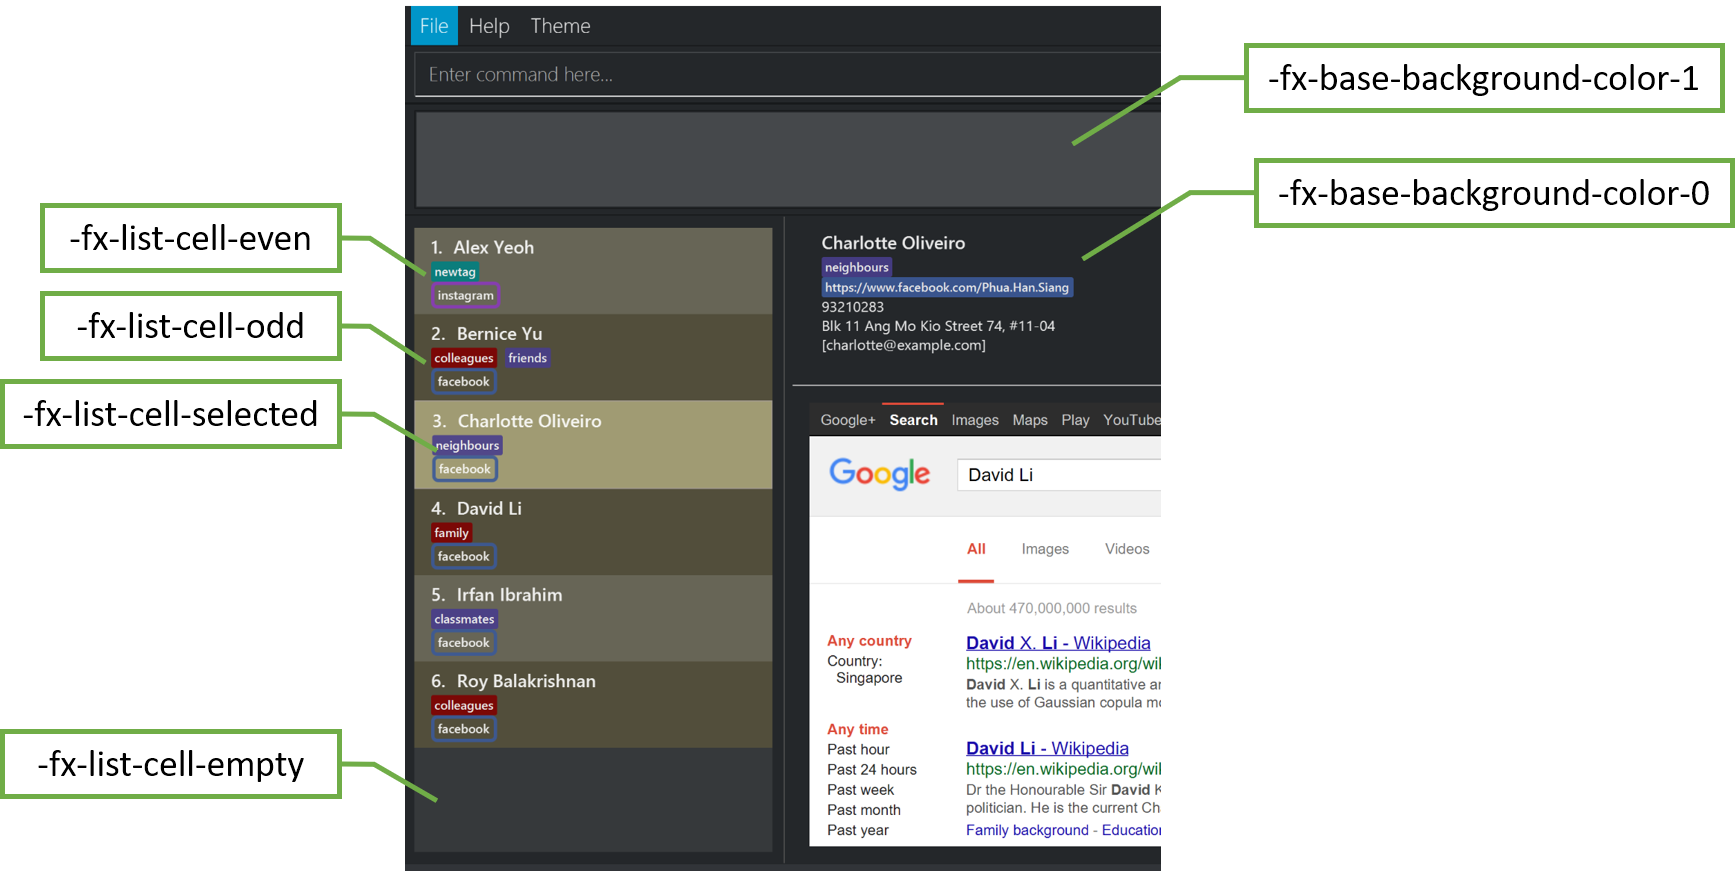 File Help Theme
Enter command here...
-fx-base-background-color-1
-fx-base-background-color-0
-fx-list-cell-even
-fx-list-cell-odd
-fx-list-cell-selected
-fx-list-cell-empty
1. Alex Yeoh
newtag
instagram
2. Bernice Yu
colleagues friends
facebook
3. Charlotte Oliveiro
neighbours
facebook
4. David Li
family
facebook
5. Irfan Ibrahim
classmates
facebook
6. Roy Balakrishnan
colleagues
facebook
Charlotte Oliveiro
neighbours
https://www.facebook.com/Phua.Han.Siang
93210283
Blk 11 Ang Mo Kio Street 74, #11-04
[charlotte@example.com]
Google+ Search Images Maps Play YouTube
Google David Li
All Images Videos
About 470,000,000 results
Any country
Country:
Singapore
Any time
Past hour
Past 24 hours
Past week
Past month
Past year
David X. Li - Wikipedia
https://en.wikipedia.org/wi
David X. Li is a quantitative a
the use of Gaussian copula m
David Li - Wikipedia
https://en.wikipedia.org/wi
Dr the Honourable Sir David K
politician. He is the current Ch
Family background - Educatio